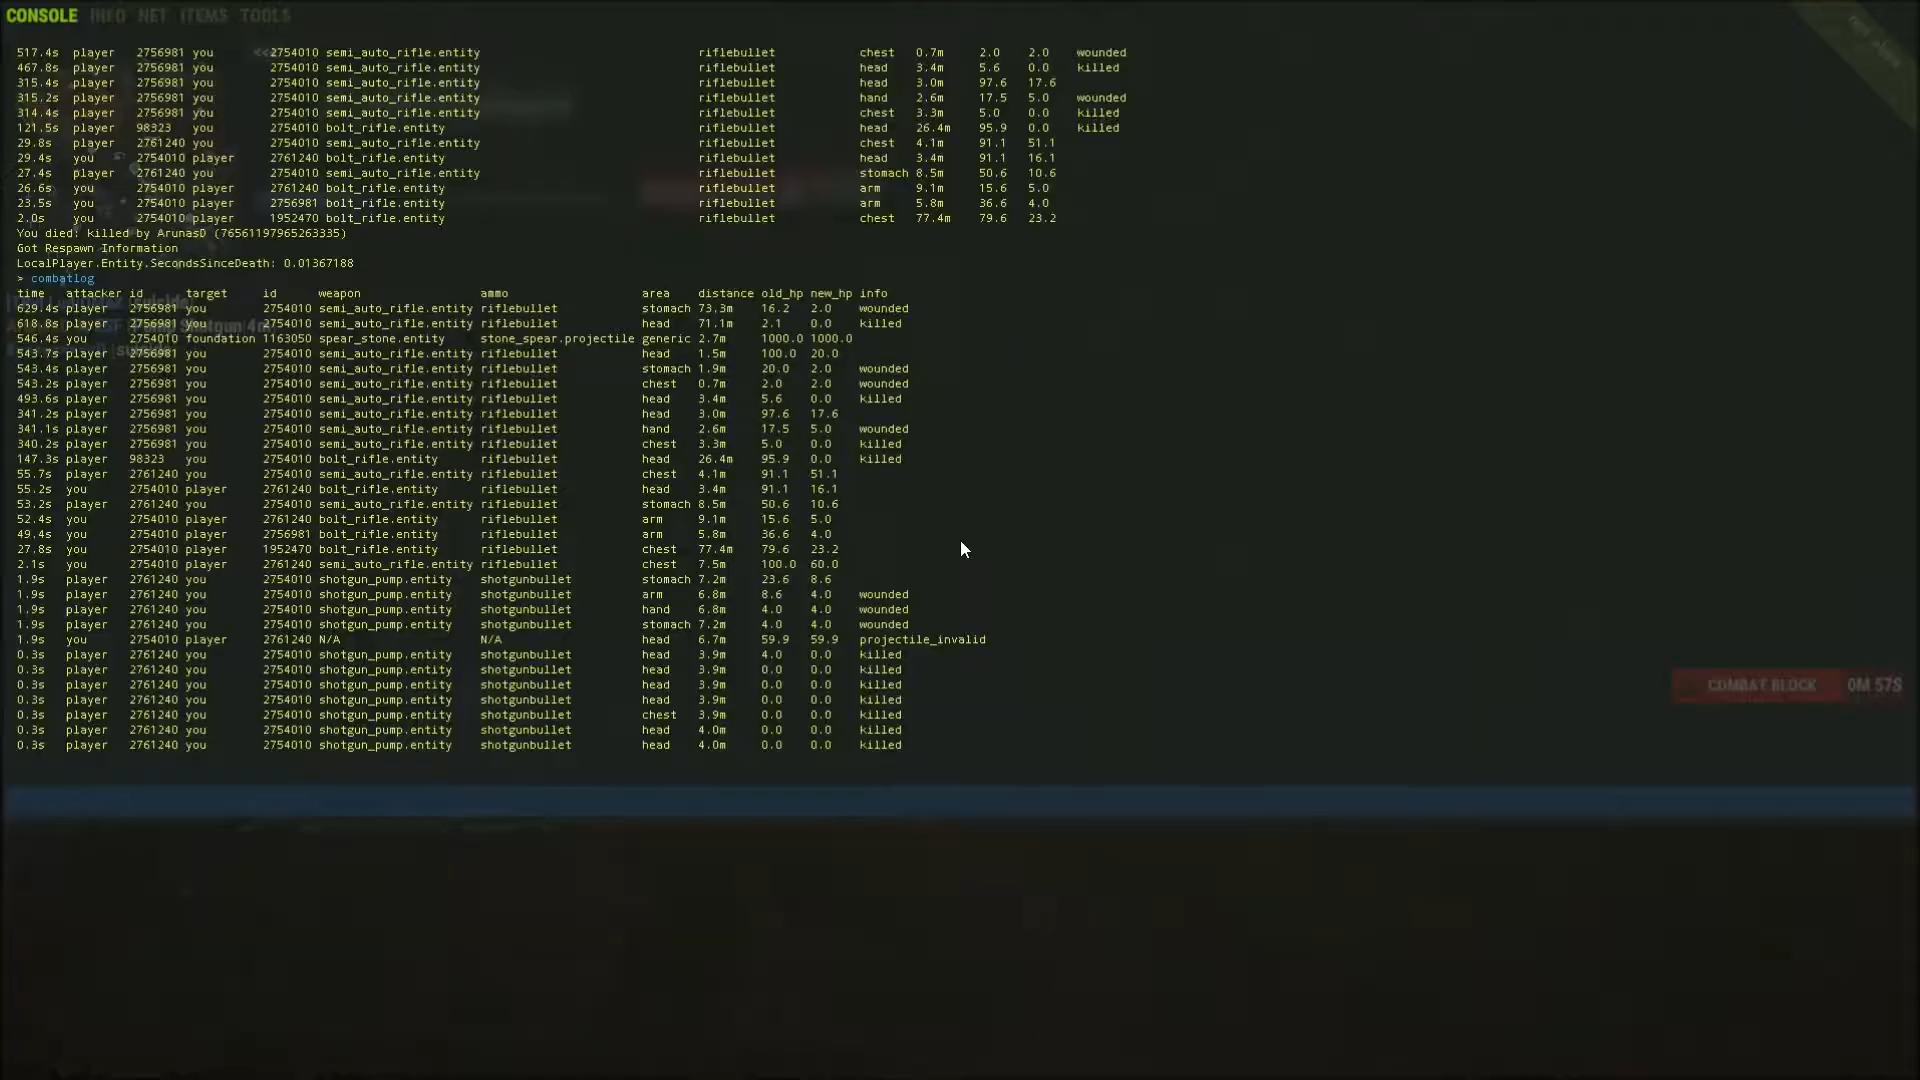 CONSOLE INFO NET ITEMS TOOLS
517.4s player 2756981 you 2754010 semi_auto_rifle.entity riflebullet chest 0.7m 2.0 2.0 wounded
467.8s player 2756981 you 2754010 semi_auto_rifle.entity riflebullet head 3.4m 5.6 0.0 killed
315.4s player 2756981 you 2754010 semi_auto_rifle.entity riflebullet head 3.0m 97.6 17.6
315.2s player 2756981 you 2754010 semi_auto_rifle.entity riflebullet hand 2.6m 17.5 5.0 wounded
314.4s player 2756981 you 2754010 semi_auto_rifle.entity riflebullet chest 3.3m 5.0 0.0 killed
121.5s player 98323 you 2754010 bolt_rifle.entity riflebullet head 26.4m 95.9 0.0 killed
29.8s player 2761240 you 2754010 semi_auto_rifle.entity riflebullet chest 4.1m 91.1 51.1
29.4s you 2754010 player 2761240 bolt_rifle.entity riflebullet head 3.4m 91.1 16.1
27.4s player 2761240 you 2754010 semi_auto_rifle.entity riflebullet stomach 8.5m 50.6 10.6
26.6s you 2754010 player 2761240 bolt_rifle.entity riflebullet arm 9.1m 15.6 5.0
23.5s you 2754010 player 2756981 bolt_rifle.entity riflebullet arm 5.8m 36.6 4.0
2.0s you 2754010 player 1952470 bolt_rifle.entity riflebullet chest 77.4m 79.6 23.2
You died: killed by ArunasD (76561197965263335)
Got Respawn Information
LocalPlayer.Entity.SecondsSinceDeath: 0.01367188
> combatlog
time attacker id target id weapon ammo area distance old_hp new_hp info
629.4s player 2756981 you 2754010 semi_auto_rifle.entity riflebullet stomach 73.3m 16.2 2.0 wounded
618.8s player 2756981 you 2754010 semi_auto_rifle.entity riflebullet head 71.1m 2.1 0.0 killed
546.4s you 2754010 foundation 1163050 spear_stone.entity stone_spear.projectile generic 2.7m 1000.0 1000.0
543.7s player 2756981 you 2754010 semi_auto_rifle.entity riflebullet head 1.5m 100.0 20.0
543.4s player 2756981 you 2754010 semi_auto_rifle.entity riflebullet stomach 1.9m 20.0 2.0 wounded
543.2s player 2756981 you 2754010 semi_auto_rifle.entity riflebullet chest 0.7m 2.0 2.0 wounded
493.6s player 2756981 you 2754010 semi_auto_rifle.entity riflebullet head 3.4m 5.6 0.0 killed
341.2s player 2756981 you 2754010 semi_auto_rifle.entity riflebullet head 3.0m 97.6 17.6
341.1s player 2756981 you 2754010 semi_auto_rifle.entity riflebullet hand 2.6m 17.5 5.0 wounded
340.2s player 2756981 you 2754010 semi_auto_rifle.entity riflebullet chest 3.3m 5.0 0.0 killed
147.3s player 98323 you 2754010 bolt_rifle.entity riflebullet head 26.4m 95.9 0.0 killed
55.7s player 2761240 you 2754010 semi_auto_rifle.entity riflebullet chest 4.1m 91.1 51.1
55.2s you 2754010 player 2761240 bolt_rifle.entity riflebullet head 3.4m 91.1 16.1
53.2s player 2761240 you 2754010 semi_auto_rifle.entity riflebullet stomach 8.5m 50.6 10.6
52.4s you 2754010 player 2761240 bolt_rifle.entity riflebullet arm 9.1m 15.6 5.0
49.4s you 2754010 player 2756981 bolt_rifle.entity riflebullet arm 5.8m 36.6 4.0
27.8s you 2754010 player 1952470 bolt_rifle.entity riflebullet chest 77.4m 79.6 23.2
2.1s you 2754010 player 2761240 semi_auto_rifle.entity riflebullet chest 7.5m 100.0 60.0
1.9s player 2761240 you 2754010 shotgun_pump.entity shotgunbullet stomach 7.2m 23.6 8.6
1.9s player 2761240 you 2754010 shotgun_pump.entity shotgunbullet arm 6.8m 8.6 4.0 wounded
1.9s player 2761240 you 2754010 shotgun_pump.entity shotgunbullet hand 6.8m 4.0 4.0 wounded
1.9s player 2761240 you 2754010 shotgun_pump.entity shotgunbullet stomach 7.2m 4.0 4.0 wounded
1.9s you 2754010 player 2761240 N/A N/A head 6.7m 59.9 59.9 projectile_invalid
0.3s player 2761240 you 2754010 shotgun_pump.entity shotgunbullet head 3.9m 4.0 0.0 killed
0.3s player 2761240 you 2754010 shotgun_pump.entity shotgunbullet head 3.9m 0.0 0.0 killed
0.3s player 2761240 you 2754010 shotgun_pump.entity shotgunbullet head 3.9m 0.0 0.0 killed
0.3s player 2761240 you 2754010 shotgun_pump.entity shotgunbullet head 3.9m 0.0 0.0 killed
0.3s player 2761240 you 2754010 shotgun_pump.entity shotgunbullet chest 3.9m 0.0 0.0 killed
0.3s player 2761240 you 2754010 shotgun_pump.entity shotgunbullet head 4.0m 0.0 0.0 killed
0.3s player 2761240 you 2754010 shotgun_pump.entity shotgunbullet head 4.0m 0.0 0.0 killed
COMBAT BLOCK 0M 57S